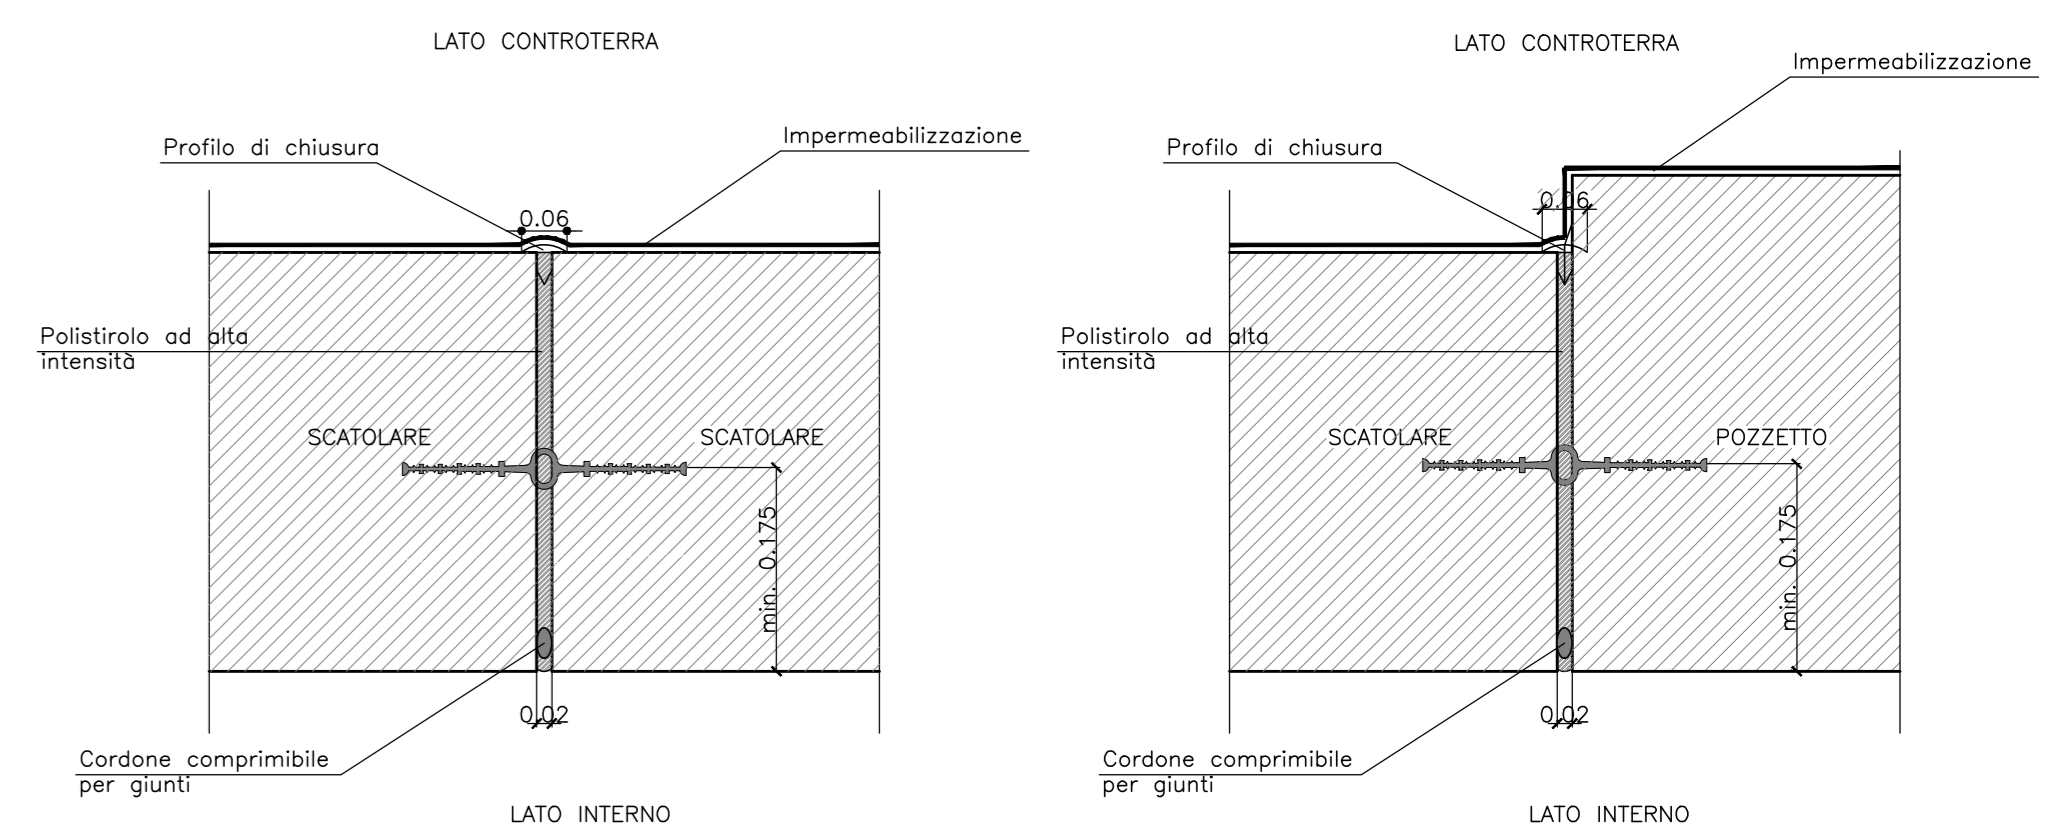 LATO CONTROTERRA
Profilo di chiusura
Impermeabilizzazione
0.06
Polistirolo ad alta
intensità
SCATOLARE
SCATOLARE
min. 0.175
0.02
Cordone comprimibile
per giunti
LATO INTERNO
LATO CONTROTERRA
Impermeabilizzazione
Profilo di chiusura
0.06
Polistirolo ad alta
intensità
SCATOLARE
POZZETTO
min. 0.175
0.02
Cordone comprimibile
per giunti
LATO INTERNO